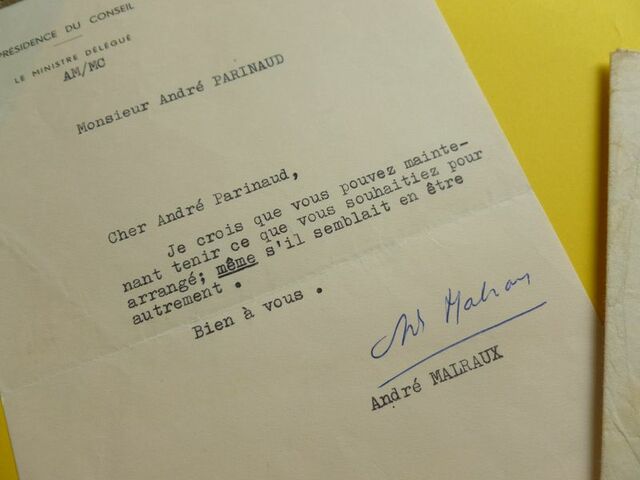 PRÉSIDENCE DU CONSEIL
LE MINISTRE DÉLÉGUÉ
AM/MC
Monsieur André PARINAUD
Cher André Parinaud,
Je crois que vous pouvez mainte-
nant tenir ce que vous souhaitiez pour
arrangé; même s'il semblait en être
autrement .
Bien à vous .
André Malraux
André MALRAUX